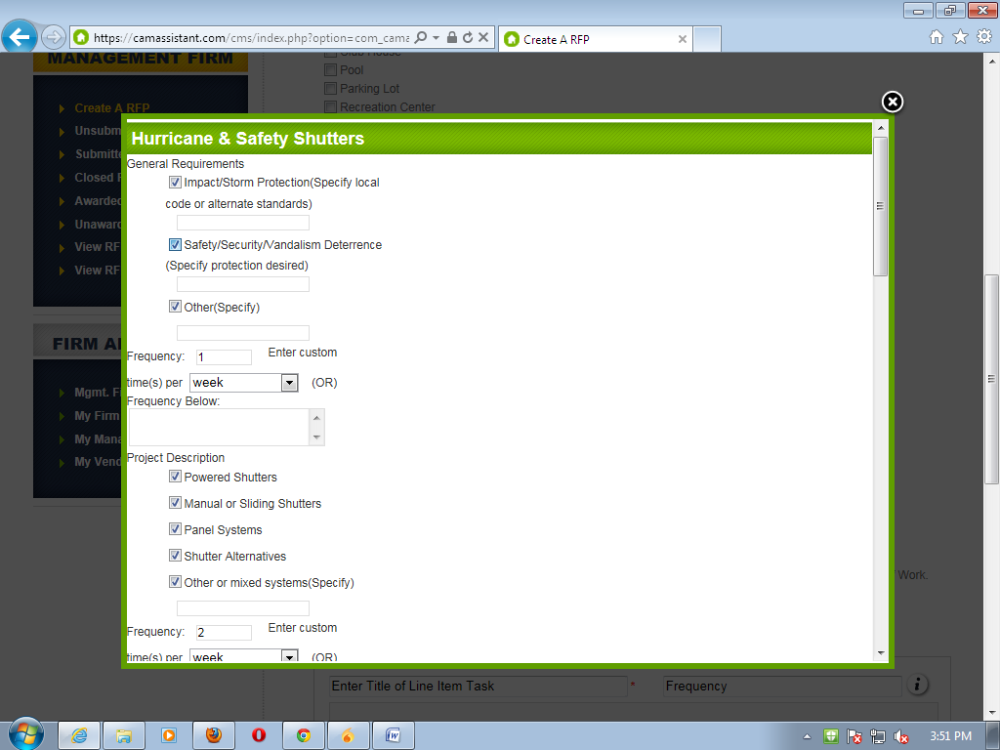 https://camassistant.com/cms/index.php?option=com_cama
Create A RFP
MANAGEMENT FIRM
Create A RFP
Unsubm
Submitte
Closed
Awarded
Unaward
View RF
View RF
FIRM
Mgmt. Fi
My Firm
My Mana
My Vend
Pool
Parking Lot
Recreation Center
Hurricane & Safety Shutters
General Requirements
Impact/Storm Protection(Specify local
code or alternate standards)
Safety/Security/Vandalism Deterrence
(Specify protection desired)
Other(Specify)
Frequency: 1 Enter custom
time(s) per week (OR)
Frequency Below:
Project Description
Powered Shutters
Manual or Sliding Shutters
Panel Systems
Shutter Alternatives
Other or mixed systems(Specify)
Frequency: 2 Enter custom
time(s) per week (OR)
Work.
Enter Title of Line Item Task * Frequency i
3:51 PM